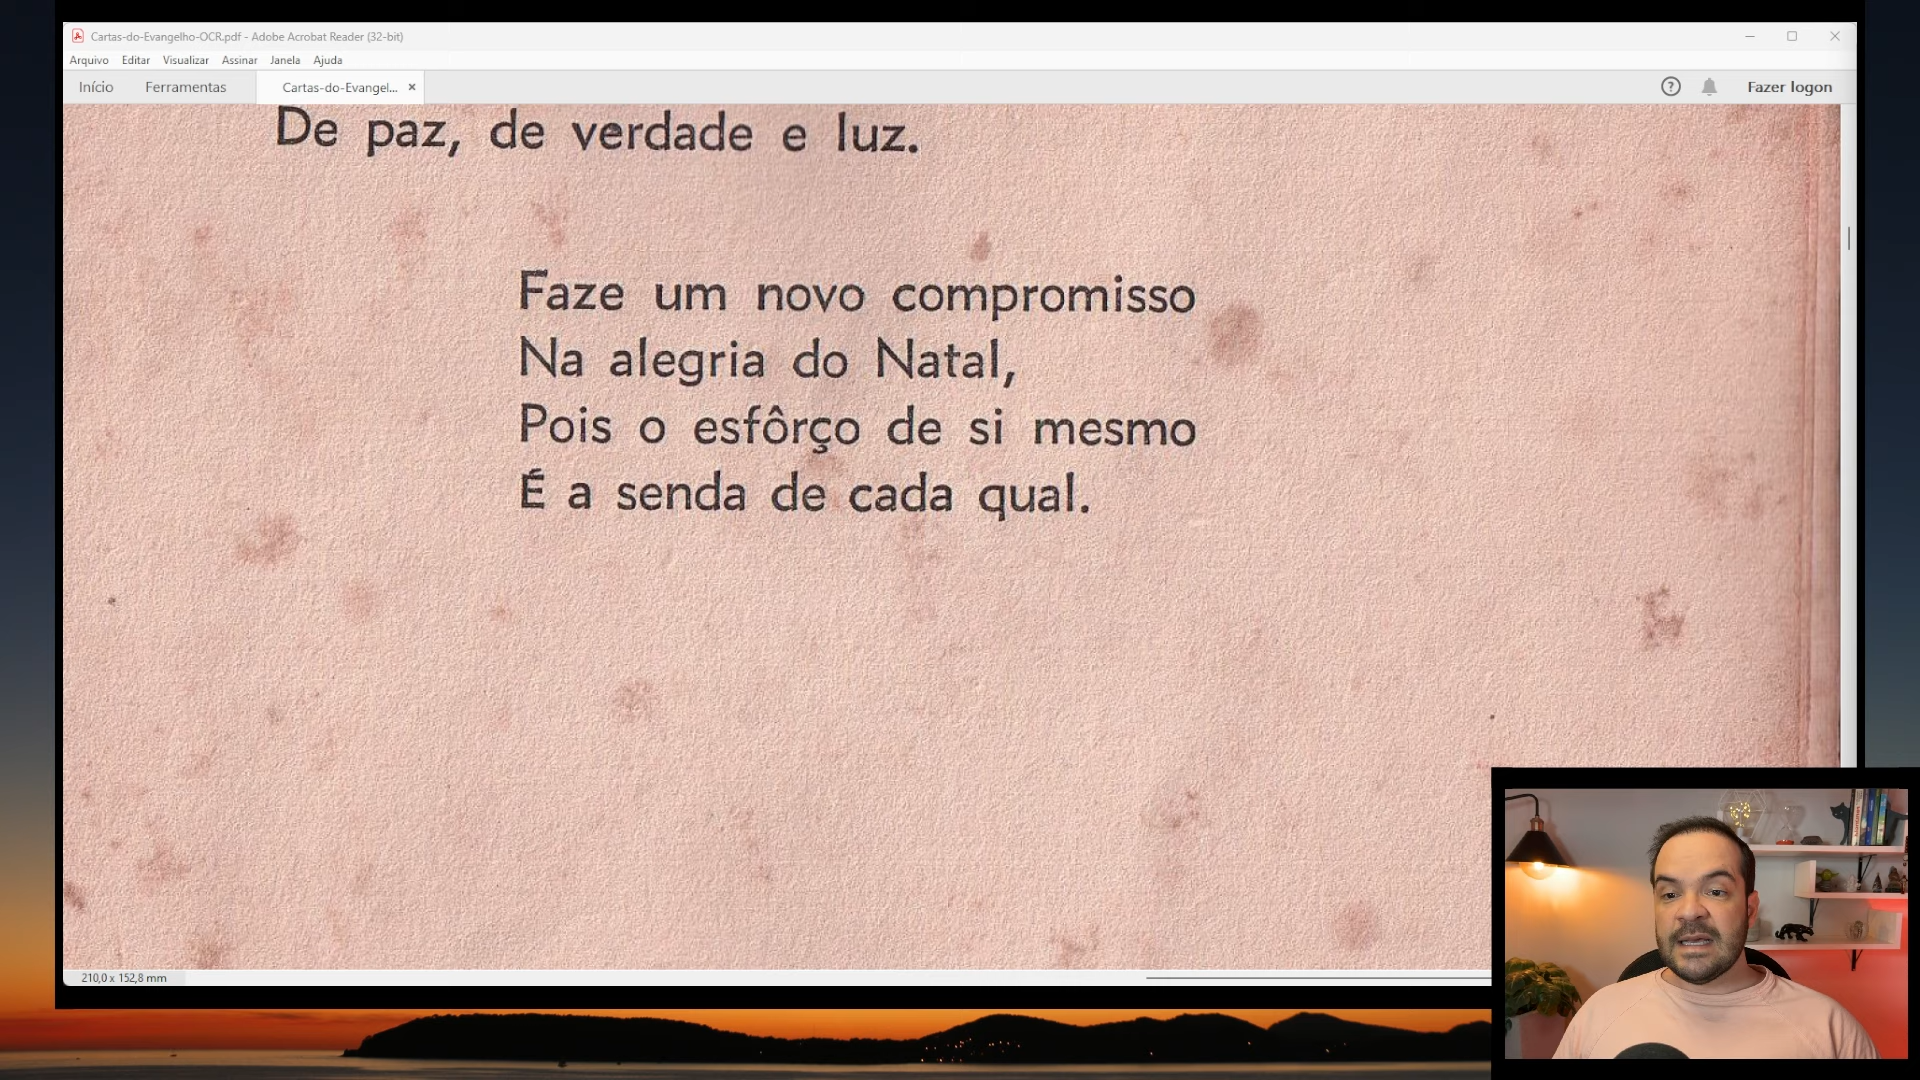 Cartas-do-Evangelho-OCR.pdf - Adobe Acrobat Reader (32-bit)
Arquivo Editar Visualizar Assinar Janela Ajuda
Início Ferramentas Cartas-do-Evangel... × ? Fazer logon
De paz, de verdade e luz.
Faze um novo compromisso
Na alegria do Natal,
Pois o esfôrço de si mesmo
É a senda de cada qual.
210,0 x 152,8 mm